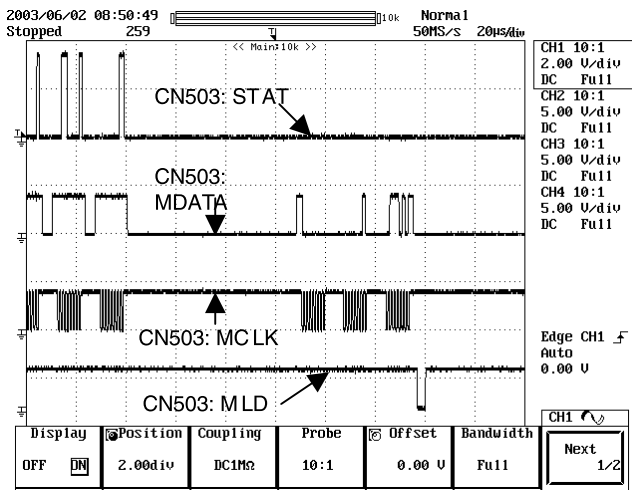 2003/06/02 08:50:49 10k Normal
Stopped 259 50MS/s 20µs/div
<< Main:10k >>
CH1 10:1
2.00 V/div
DC Full
CH2 10:1
5.00 V/div
DC Full
CH3 10:1
5.00 V/div
DC Full
CH4 10:1
5.00 V/div
DC Full
CN503: STAT
CN503:
MDATA
CN503: MCLK
CN503: MLD
Edge CH1
Auto
0.00 V
CH1
Display Position Coupling Probe Offset Bandwidth
OFF ON 2.00div DC1MΩ 10:1 0.00 V Full
Next
1/2